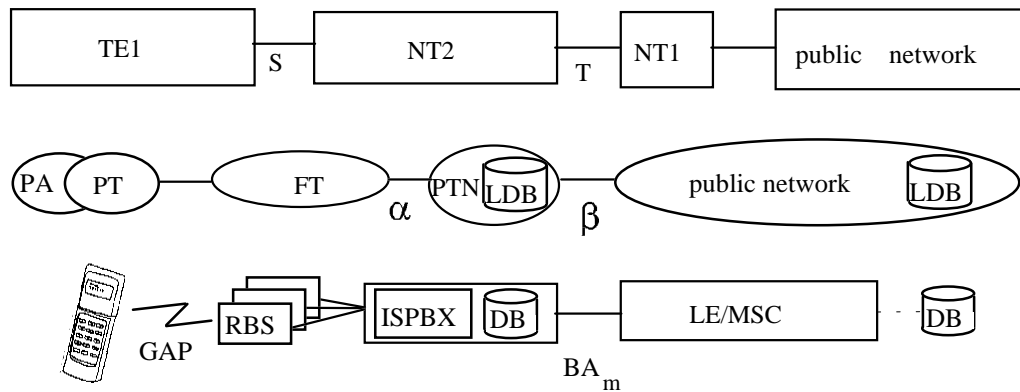 TE1 S NT2 T NT1 public network
PA PT FT α PTN LDB β public network LDB
GAP RBS ISPBX DB BAm LE/MSC DB